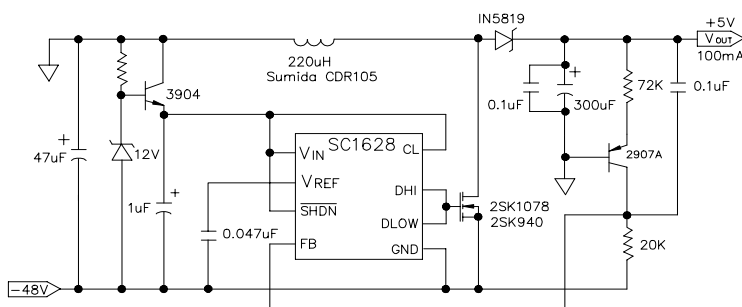 IN5819
+5V
VOUT
100mA
220uH
Sumida CDR105
3904
0.1uF
300uF
72K
0.1uF
47uF
12V
SC1628
VIN
CL
2907A
VREF
DHI
1uF
SHDN
2SK1078
2SK940
DLOW
0.047uF
FB
GND
20K
−48V